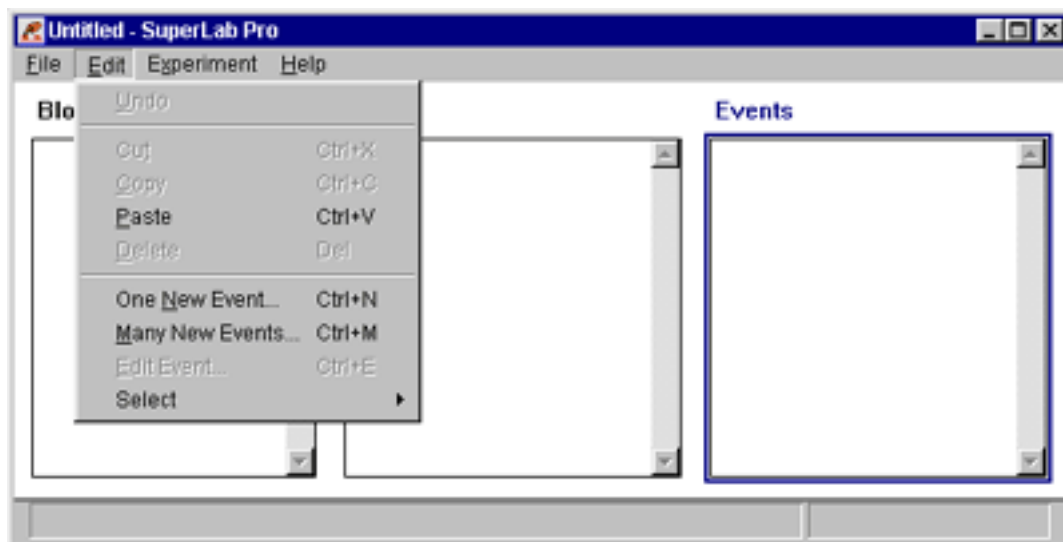 Untitled - SuperLab Pro
File Edit Experiment Help
Blo
Events
Undo
Cut Ctrl+X
Copy Ctrl+C
Paste Ctrl+V
Delete Del
One New Event... Ctrl+N
Many New Events... Ctrl+M
Edit Event... Ctrl+E
Select